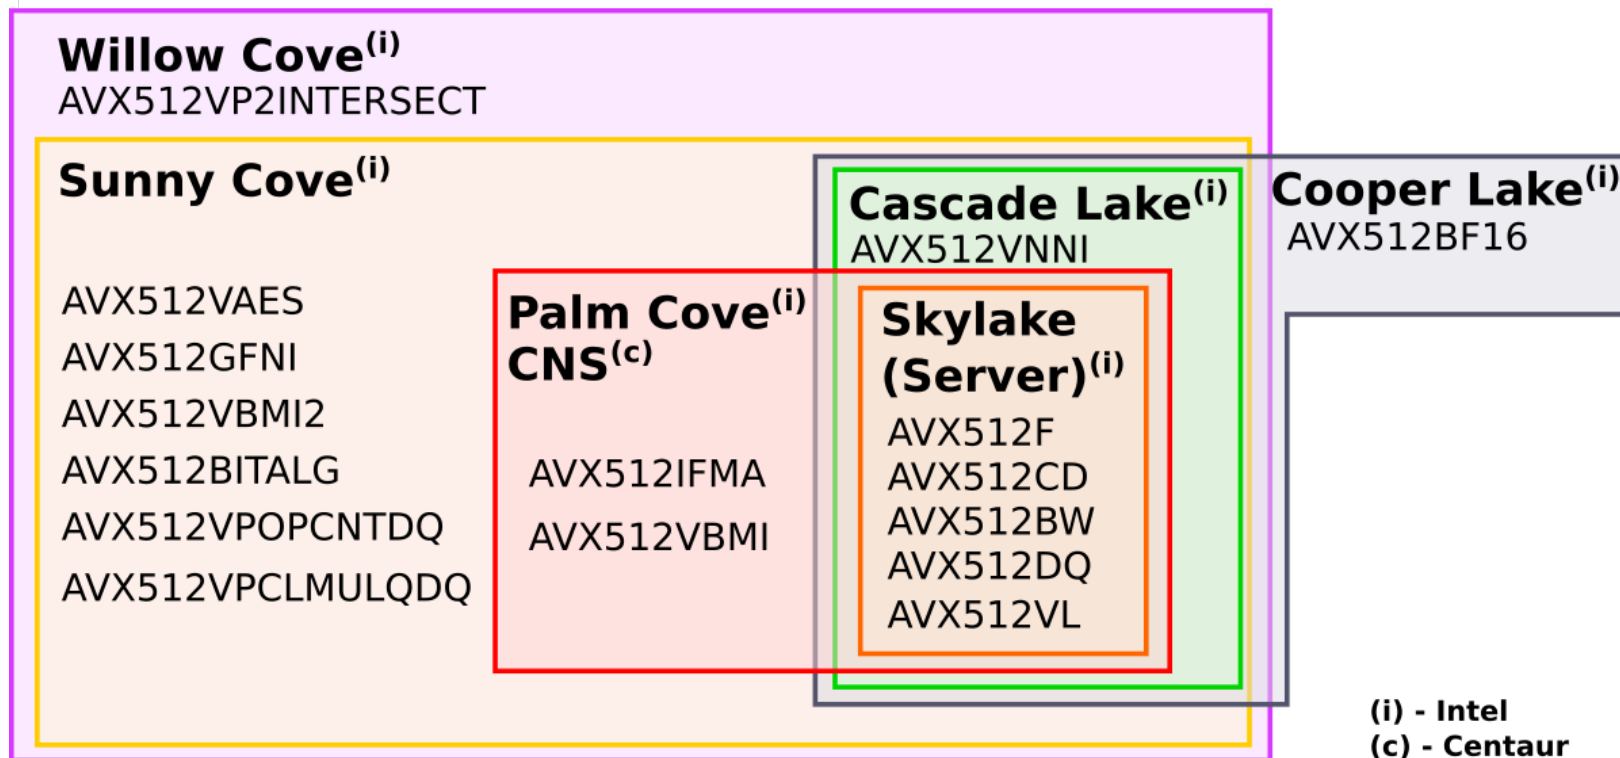 Willow Cove(i)
AVX512VP2INTERSECT
Sunny Cove(i)
AVX512VAES
AVX512GFNI
AVX512VBMI2
AVX512BITALG
AVX512VPOPCNTDQ
AVX512VPCLMULQDQ
Palm Cove(i)
CNS(c)
AVX512IFMA
AVX512VBMI
Cascade Lake(i)
AVX512VNNI
Skylake
(Server)(i)
AVX512F
AVX512CD
AVX512BW
AVX512DQ
AVX512VL
Cooper Lake(i)
AVX512BF16
(i) - Intel
(c) - Centaur